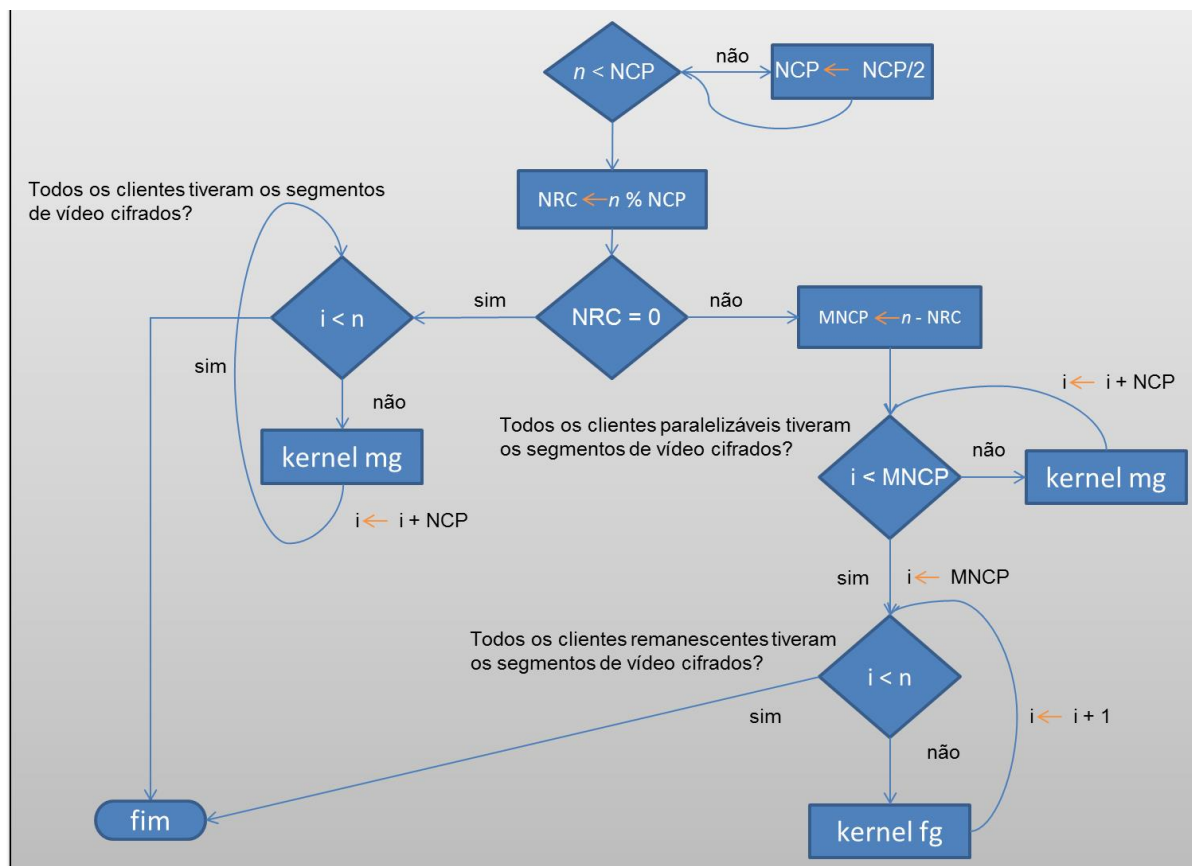 n < NCP
não
NCP ← NCP/2
NRC ← n % NCP
Todos os clientes tiveram os segmentos
de vídeo cifrados?
i < n
sim
NRC = 0
não
MNCP ← n - NRC
sim
não
kernel mg
i ← i + NCP
i ← i + NCP
Todos os clientes paralelizáveis tiveram
os segmentos de vídeo cifrados?
i < MNCP
não
kernel mg
sim
i ← MNCP
Todos os clientes remanescentes tiveram
os segmentos de vídeo cifrados?
i < n
sim
i ← i + 1
não
kernel fg
fim